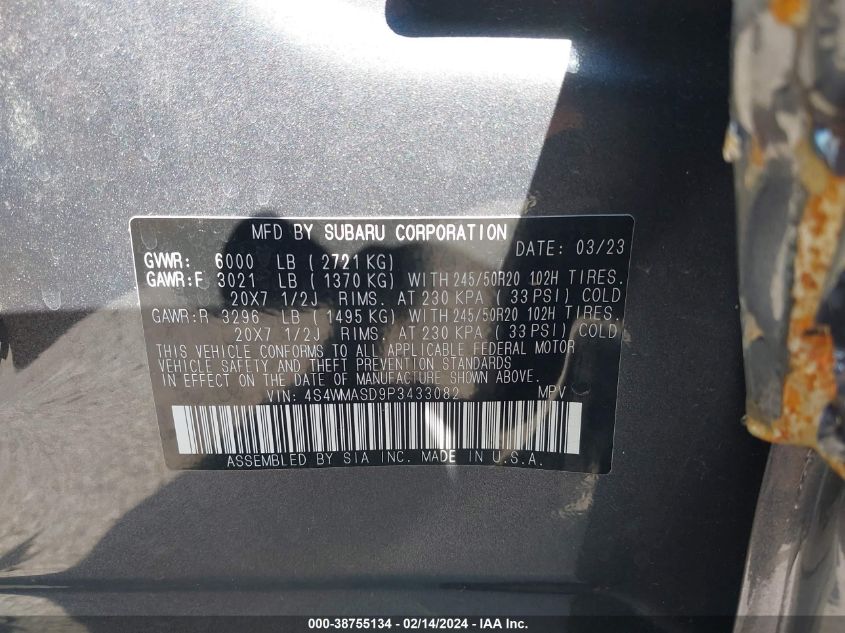 MFD BY SUBARU CORPORATION
DATE: 03/23
GVWR: 6000 LB ( 2721 KG)
GAWR:F 3021 LB ( 1370 KG) WITH 245/50R20 102H TIRES.
20X7 1/2J RIMS. AT 230 KPA ( 33 PSI) COLD
GAWR:R 3296 LB ( 1495 KG) WITH 245/50R20 102H TIRES.
20X7 1/2J RIMS. AT 230 KPA ( 33 PSI) COLD
THIS VEHICLE CONFORMS TO ALL APPLICABLE FEDERAL MOTOR
VEHICLE SAFETY AND THEFT PREVENTION STANDARDS
IN EFFECT ON THE DATE OF MANUFACTURE SHOWN ABOVE.
VIN: 4S4WMASD9P3433082 MPV
ASSEMBLED BY SIA INC. MADE IN U.S.A.
000-38755134 - 02/14/2024 - IAA Inc.